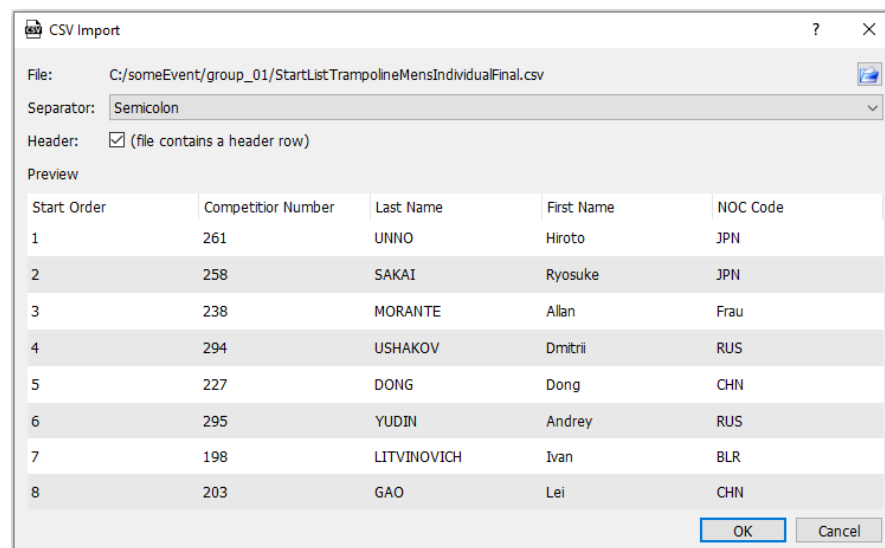 CSV Import ?
File: C:/someEvent/group_01/StartListTrampolineMensIndividualFinal.csv
Separator: Semicolon
Header: (file contains a header row)
Preview
Start Order Competitior Number Last Name First Name NOC Code
1 261 UNNO Hiroto JPN
2 258 SAKAI Ryosuke JPN
3 238 MORANTE Allan Frau
4 294 USHAKOV Dmitrii RUS
5 227 DONG Dong CHN
6 295 YUDIN Andrey RUS
7 198 LITVINOVICH Ivan BLR
8 203 GAO Lei CHN
OK Cancel